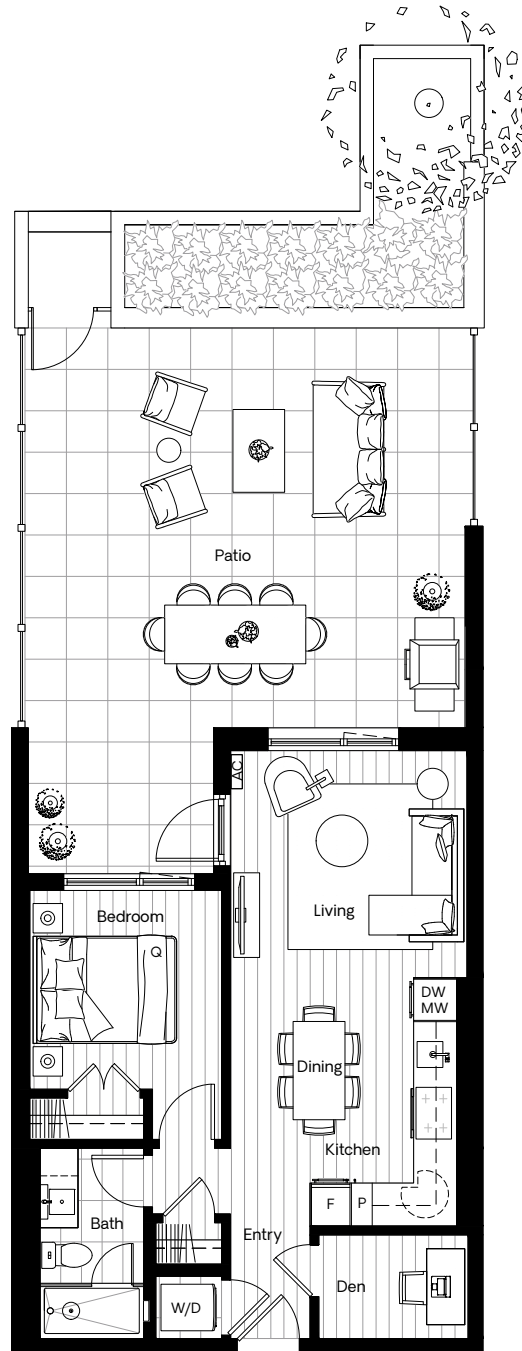 Patio
AC
Bedroom
Living
Q
DW
MW
Dining
Kitchen
F
P
Bath
Entry
Den
W/D